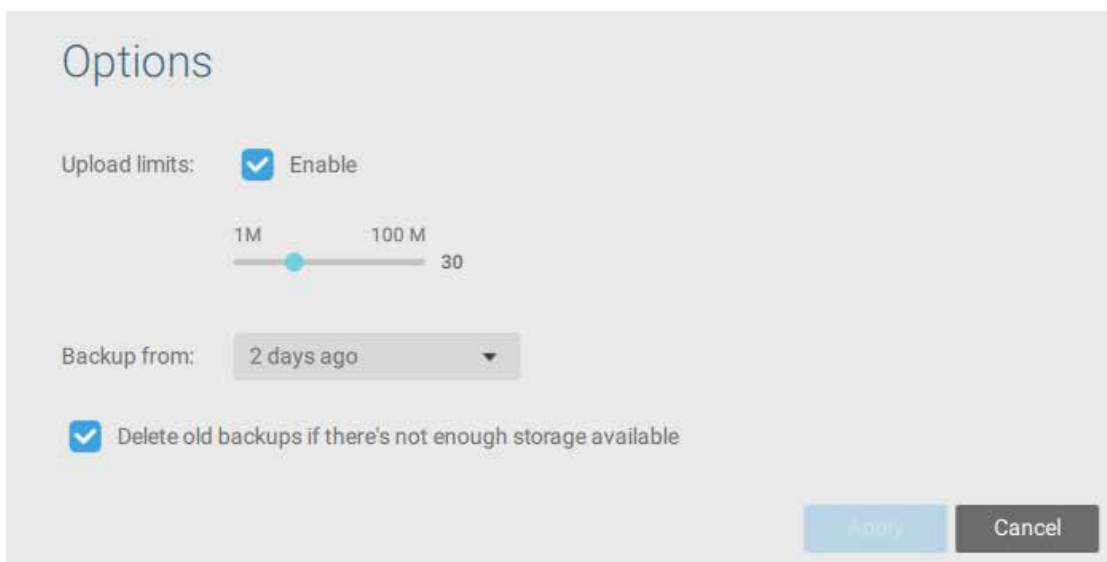 Options
Upload limits: Enable
1M 100 M
30
Backup from: 2 days ago
Delete old backups if there's not enough storage available
Apply Cancel